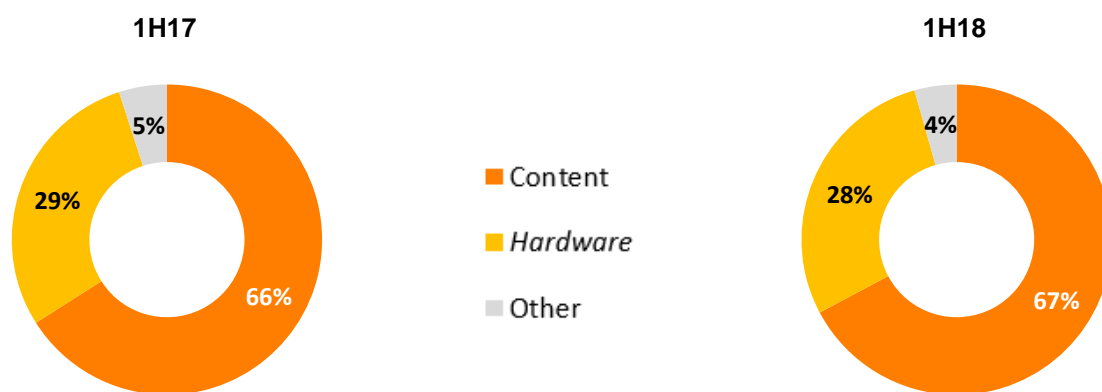 1H17
1H18
5%
29%
66%
Content
Hardware
Other
4%
28%
67%